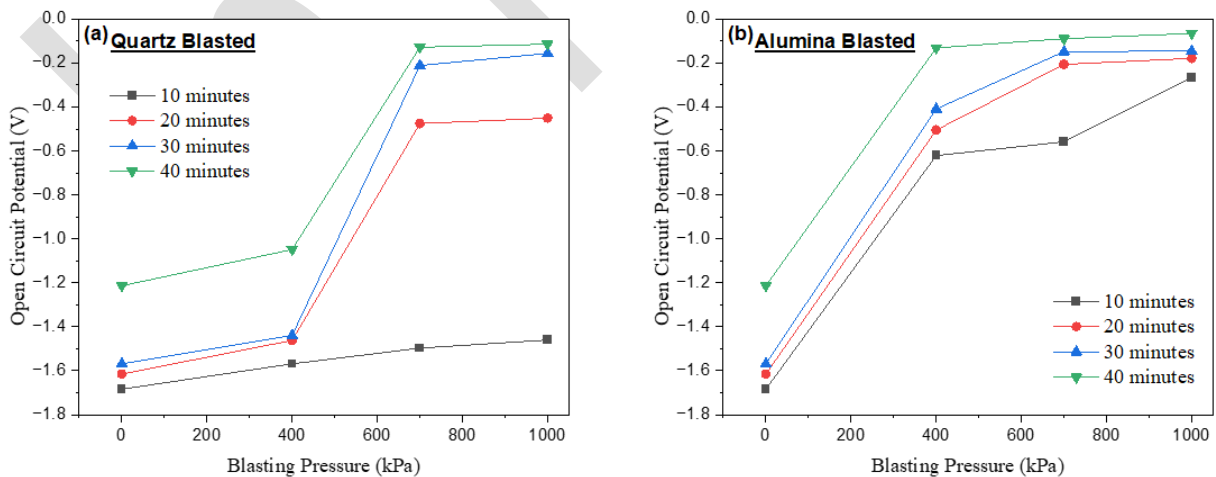 (a) Quartz Blasted
0.0
−0.2
−0.4
−0.6
−0.8
−1.0
−1.2
−1.4
−1.6
−1.8
Open Circuit Potential (V)
10 minutes
20 minutes
30 minutes
40 minutes
0 200 400 600 800 1000
Blasting Pressure (kPa)
(b) Alumina Blasted
0.0
−0.2
−0.4
−0.6
−0.8
−1.0
−1.2
−1.4
−1.6
−1.8
Open Circuit Potential (V)
10 minutes
20 minutes
30 minutes
40 minutes
0 200 400 600 800 1000
Blasting Pressure (kPa)